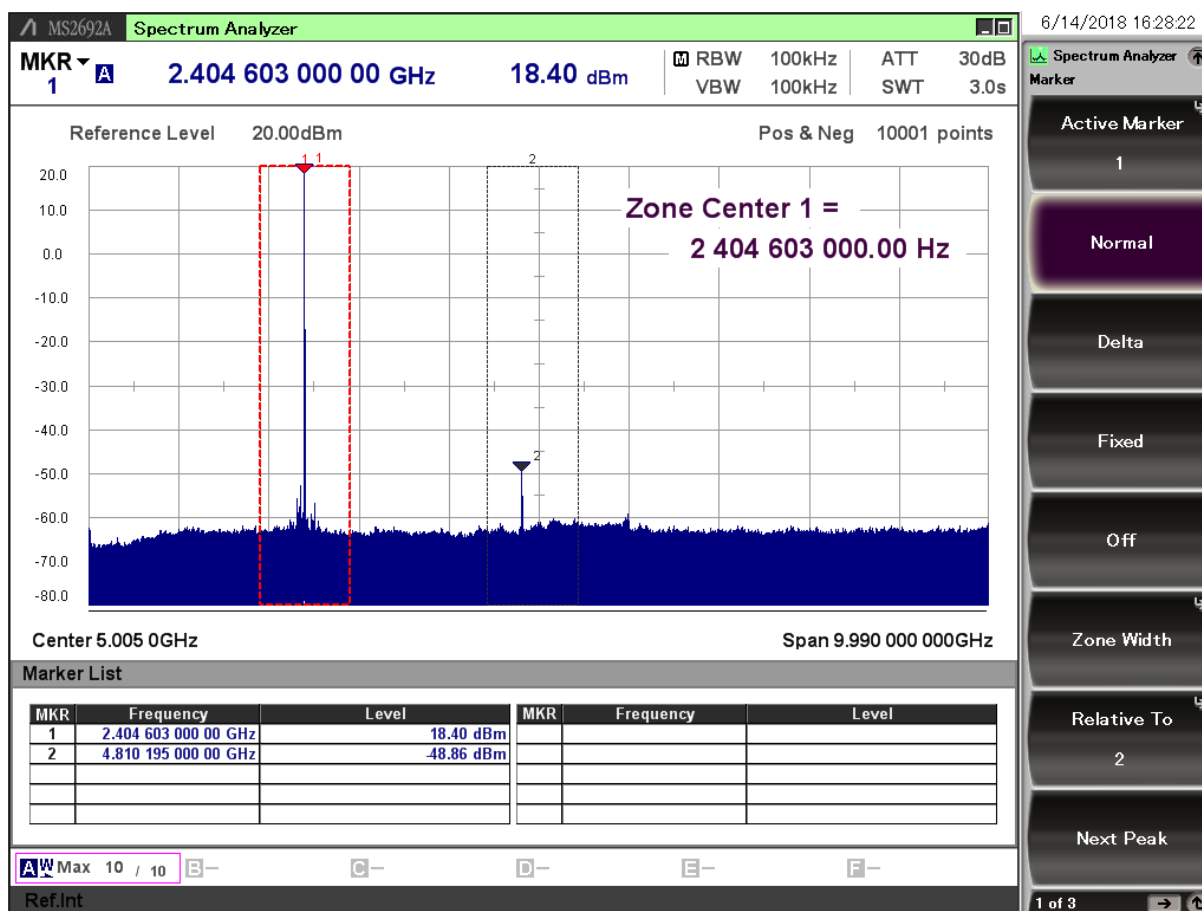 MS2692A Spectrum Analyzer
6/14/2018 16:28:22
MKR 1 A 2.404 603 000 00 GHz 18.40 dBm
M RBW 100kHz ATT 30dB
VBW 100kHz SWT 3.0s
Reference Level 20.00dBm Pos & Neg 10001 points
1 1 2
20.0
10.0
0.0
-10.0
-20.0
-30.0
-40.0
-50.0
-60.0
-70.0
-80.0
Zone Center 1 =
2 404 603 000.00 Hz
2
Center 5.005 0GHz Span 9.990 000 000GHz
Marker List
MKR Frequency Level MKR Frequency Level
1 2.404 603 000 00 GHz 18.40 dBm
2 4.810 195 000 00 GHz -48.86 dBm
A W Max 10 / 10 B C D E F
Ref.Int
Spectrum Analyzer
Marker
Active Marker
1
Normal
Delta
Fixed
Off
Zone Width
Relative To
2
Next Peak
1 of 3